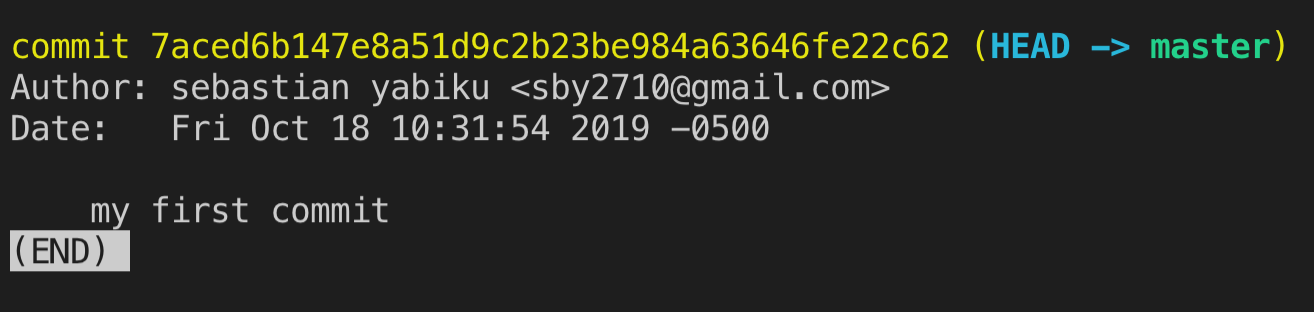 commit 7aced6b147e8a51d9c2b23be984a63646fe22c62 (HEAD -> master)
Author: sebastian yabiku <sby2710@gmail.com>
Date:   Fri Oct 18 10:31:54 2019 -0500
    my first commit
(END)